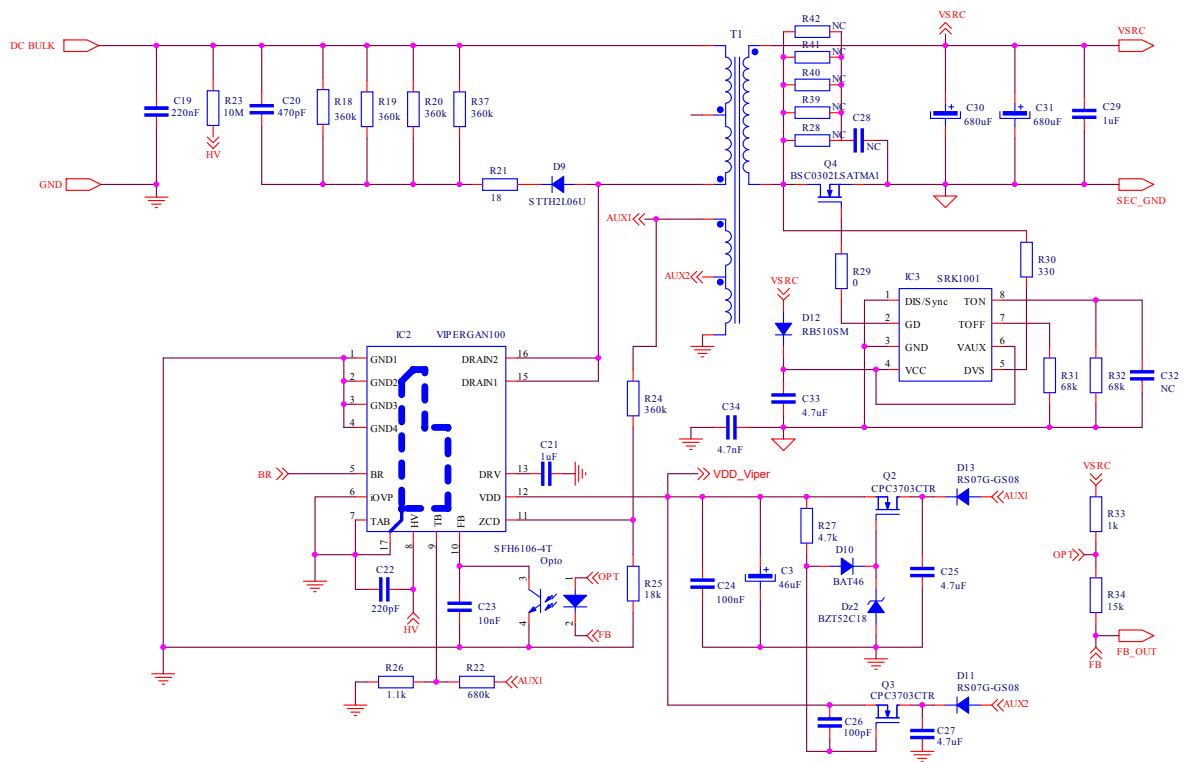 VSRC
R42
NC
DC BULK
T1
R41
NC
VSRC
R40
NC
C19
220nF
R23
10M
C20
470pF
R18
360k
R19
360k
R20
360k
R37
360k
R39
NC
C30
680uF
C31
680uF
C29
1uF
R28
NC
C28
NC
HV
GND
R21
18
D9
STTH2L06U
Q4
BSC0302LSATMA1
SEC_GND
AUX1
AUX2
R29
0
R30
330
VSRC
D12
RB510SM
IC3
SRK1001
1
DIS/Sync
TON
8
2
GD
TOFF
7
3
GND
VAUX
6
4
VCC
DVS
5
IC2
VIPERGAN100
1
GND1
DRAIN2
16
2
GND2
DRAIN1
15
3
GND3
4
GND4
5
BR
DRV
13
6
iOVP
VDD
12
7
TAB
HV
TB
FB
ZCD
11
17
8
9
10
BR
R24
360k
C33
4.7uF
C34
4.7nF
R31
68k
R32
68k
C32
NC
C21
1uF
VDD_Viper
Q2
CPC3703CTR
D13
RS07G-GS08
AUX1
VSRC
R33
1k
R27
4.7k
OPT
SFH6106-4T
Opto
D10
BAT46
C22
220pF
HV
C23
10nF
3
4
1
2
OPT
FB
R25
18k
C24
100nF
C3
46uF
Dz2
BZT52C18
C25
4.7uF
R34
15k
FB_OUT
FB
R26
1.1k
R22
680k
AUX1
Q3
CPC3703CTR
D11
RS07G-GS08
AUX2
C26
100pF
C27
4.7uF